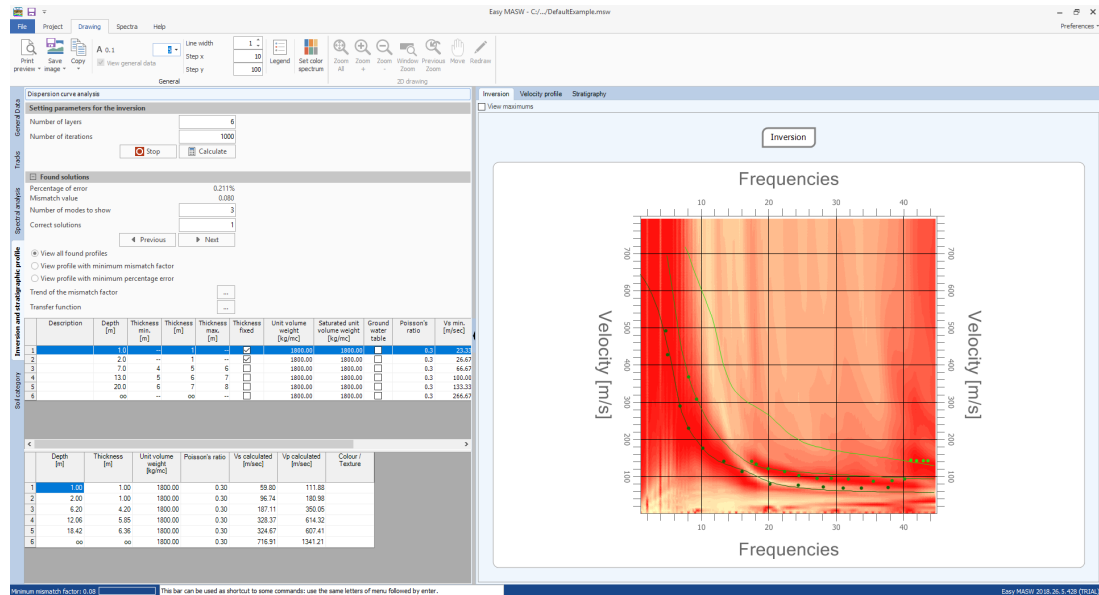 Easy MASW - C:/.../DefaultExample.msw
File Project Drawing Spectra Help Preferences
Print preview Save image Copy
A 0.1 5
View general data
Line width 1
Step x 10
Step y 100
Legend Set color spectrum
Zoom All Zoom + Zoom - Window Zoom Previous Zoom Move Redraw
General 2D drawing
General Data
Tracks
Spectral analysis
Inversion and stratigraphic profile
Soil category
Dispersion curve analysis
Setting parameters for the inversion
Number of layers 6
Number of iterations 1000
Stop Calculate
Found solutions
Percentage of error 0.211%
Mismatch value 0.080
Number of modes to show 3
Correct solutions 1
Previous Next
View all found profiles
View profile with minimum mismatch factor
View profile with minimum percentage error
Trend of the mismatch factor ...
Transfer function ...
Description Depth [m] Thickness min. [m] Thickness [m] Thickness max. [m] Thickness fixed Unit volume weight [kg/mc] Saturated unit volume weight [kg/mc] Ground water table Poisson's ratio Vs min. [m/sec]
1 1.0 -- 1 -- 1800.00 1800.00 0.3 23.33
2 2.0 -- 1 -- 1800.00 1800.00 0.3 26.67
3 7.0 4 5 6 1800.00 1800.00 0.3 66.67
4 13.0 5 6 7 1800.00 1800.00 0.3 100.00
5 20.0 6 7 8 1800.00 1800.00 0.3 133.33
6 oo -- oo -- 1800.00 1800.00 0.3 266.67
Depth [m] Thickness [m] Unit volume weight [kg/mc] Poisson's ratio Vs calculated [m/sec] Vp calculated [m/sec] Colour / Texture
1 1.00 1.00 1800.00 0.30 59.80 111.88
2 2.00 1.00 1800.00 0.30 96.74 180.98
3 6.20 4.20 1800.00 0.30 187.11 350.05
4 12.06 5.85 1800.00 0.30 328.37 614.32
5 18.42 6.36 1800.00 0.30 324.67 607.41
6 oo oo 1800.00 0.30 716.91 1341.21
Inversion Velocity profile Stratigraphy
View maximums
Inversion
Frequencies
10 20 30 40
Velocity [m/s]
700 600 500 400 300 200 100
700 600 500 400 300 200 100
Velocity [m/s]
10 20 30 40
Frequencies
Minimum mismatch factor: 0.08
This bar can be used as shortcut to some commands: use the same letters of menu followed by enter.
Easy MASW 2018.26.5.428 (TRIAL)